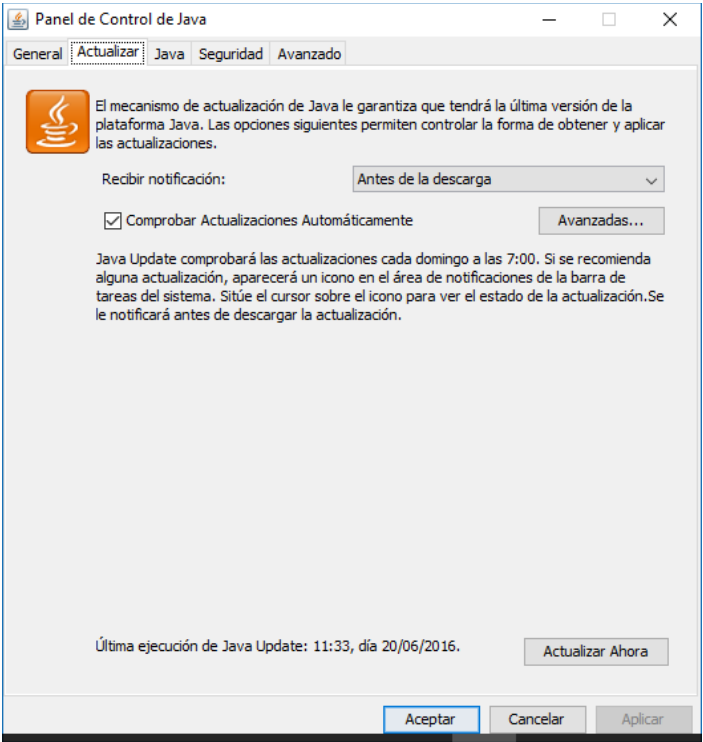 Panel de Control de Java
General Actualizar Java Seguridad Avanzado
El mecanismo de actualización de Java le garantiza que tendrá la última versión de la
plataforma Java. Las opciones siguientes permiten controlar la forma de obtener y aplicar
las actualizaciones.
Recibir notificación: Antes de la descarga
Comprobar Actualizaciones Automáticamente Avanzadas...
Java Update comprobará las actualizaciones cada domingo a las 7:00. Si se recomienda
alguna actualización, aparecerá un icono en el área de notificaciones de la barra de
tareas del sistema. Sitúe el cursor sobre el icono para ver el estado de la actualización.Se
le notificará antes de descargar la actualización.
Última ejecución de Java Update: 11:33, día 20/06/2016. Actualizar Ahora
Aceptar Cancelar Aplicar